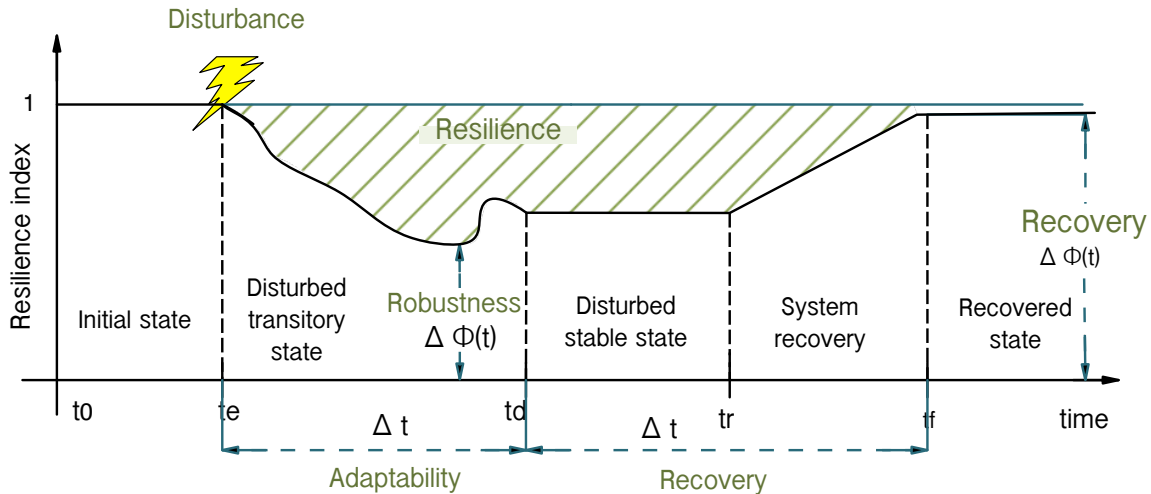 Disturbance
1
Resilience
Resilience index
Recovery
Δ Φ(t)
Initial state
Disturbed
transitory
state
Robustness
Δ Φ(t)
Disturbed
stable state
System
recovery
Recovered
state
t0
te
td
tr
tf
time
Δ t
Δ t
Adaptability
Recovery